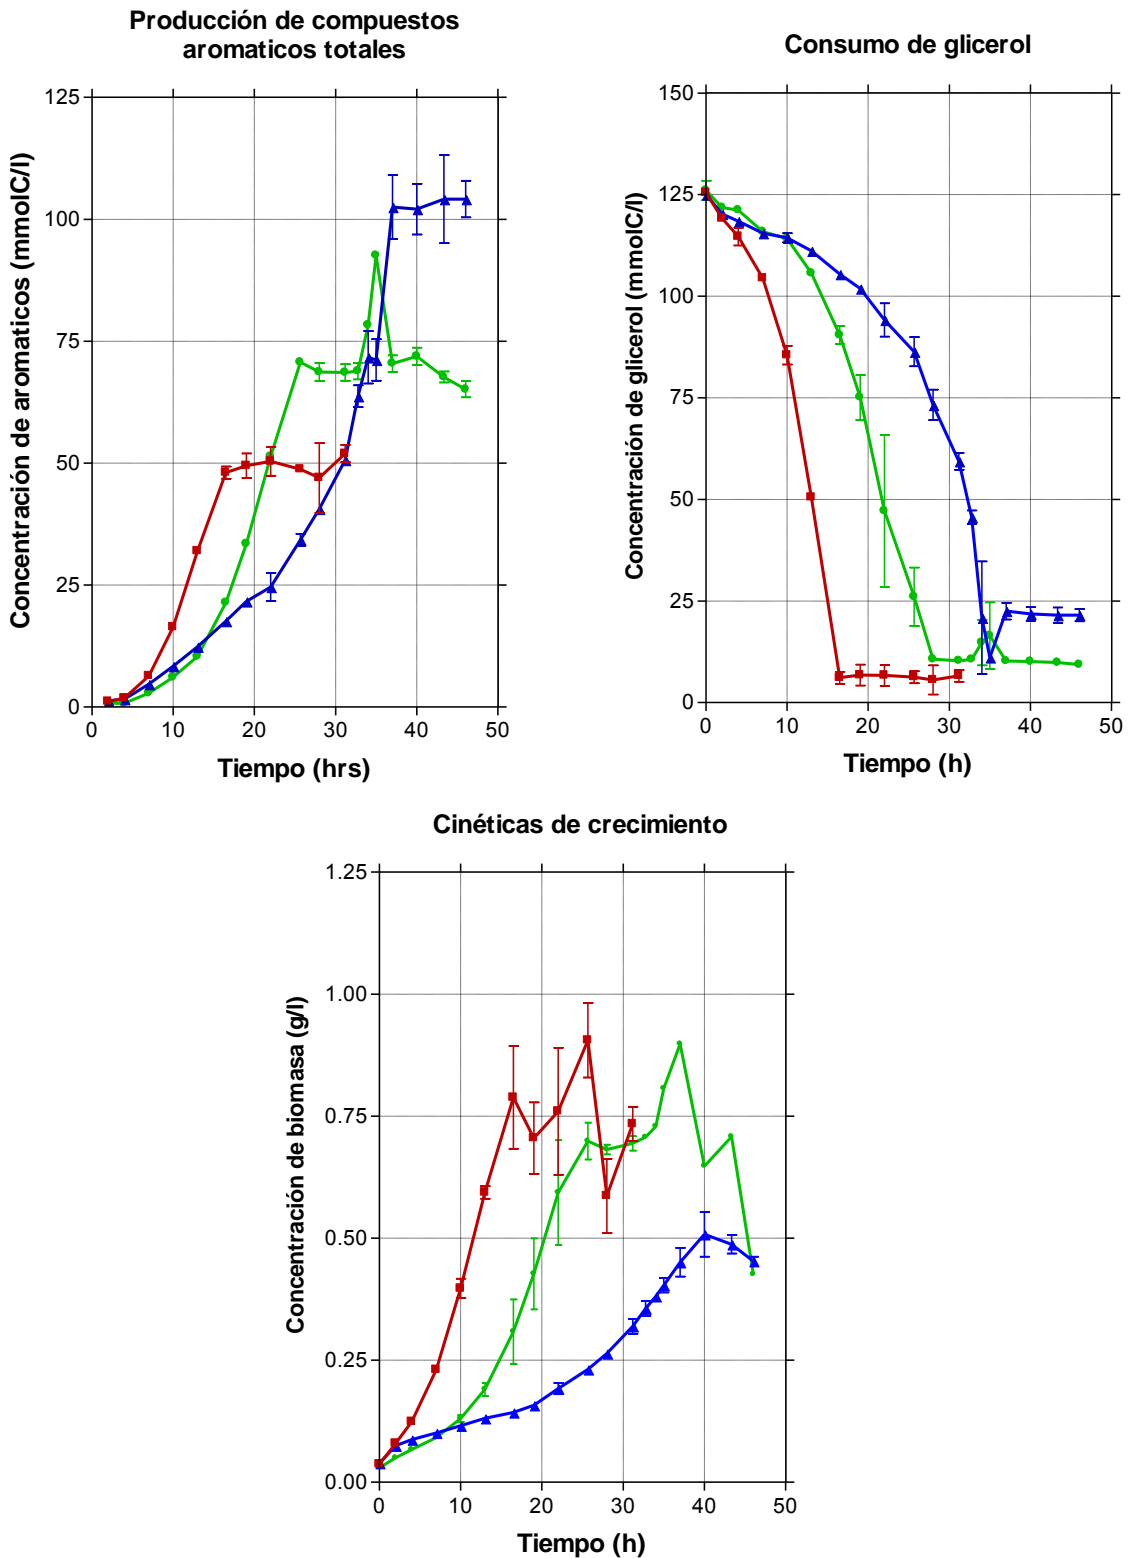 Producción de compuestos
aromaticos totales
125
100
75
50
25
0
0 10 20 30 40 50
Concentración de aromaticos (mmolC/l)
Tiempo (hrs)
Consumo de glicerol
150
125
100
75
50
25
0
0 10 20 30 40 50
Concentración de glicerol (mmolC/l)
Tiempo (h)
Cinéticas de crecimiento
1.25
1.00
0.75
0.50
0.25
0.00
0 10 20 30 40 50
Concentración de biomasa (g/l)
Tiempo (h)